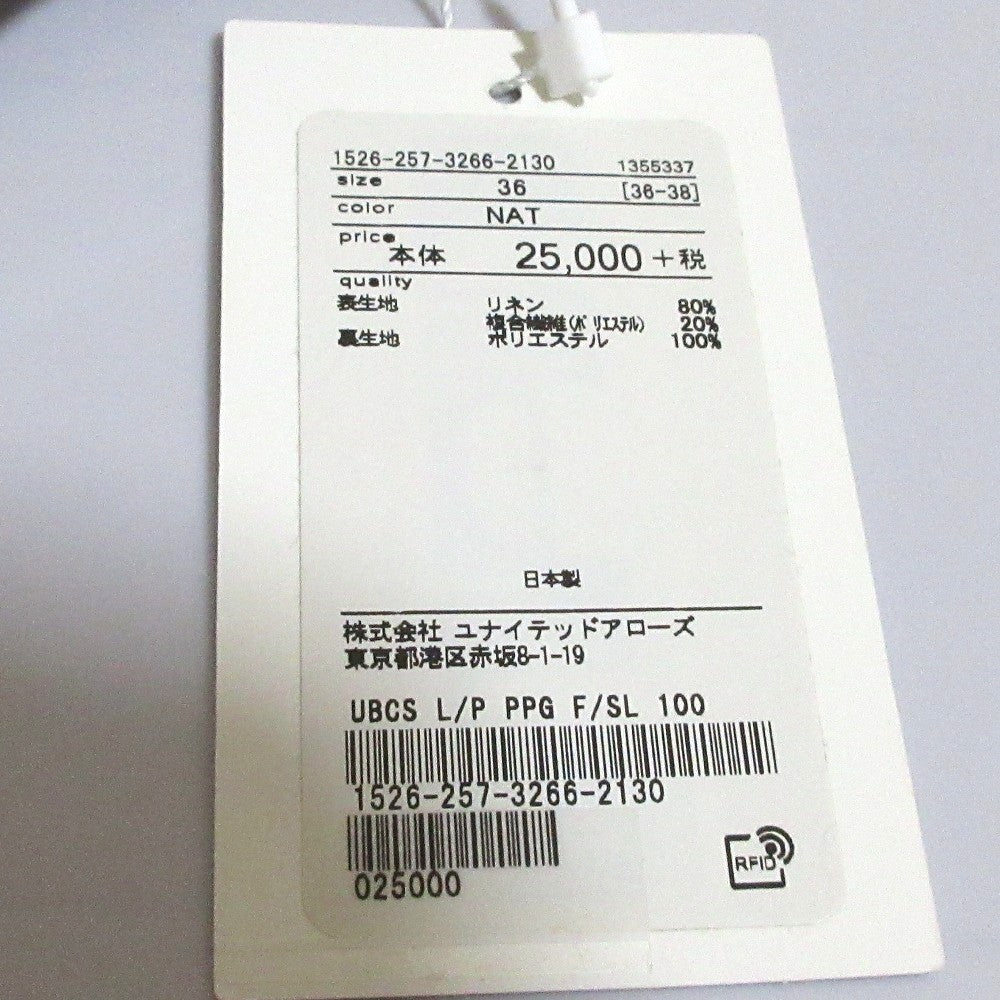 1526-257-3266-2130 1355337
size 36 [36-38]
color NAT
price 本体 25,000 +税
quality
表生地 リネン 80%
複合繊維(ポリエステル) 20%
裏生地 ポリエステル 100%
日本製
株式会社 ユナイテッドアローズ
東京都港区赤坂8-1-19
UBCS L/P PPG F/SL 100
1526-257-3266-2130
025000
RFID